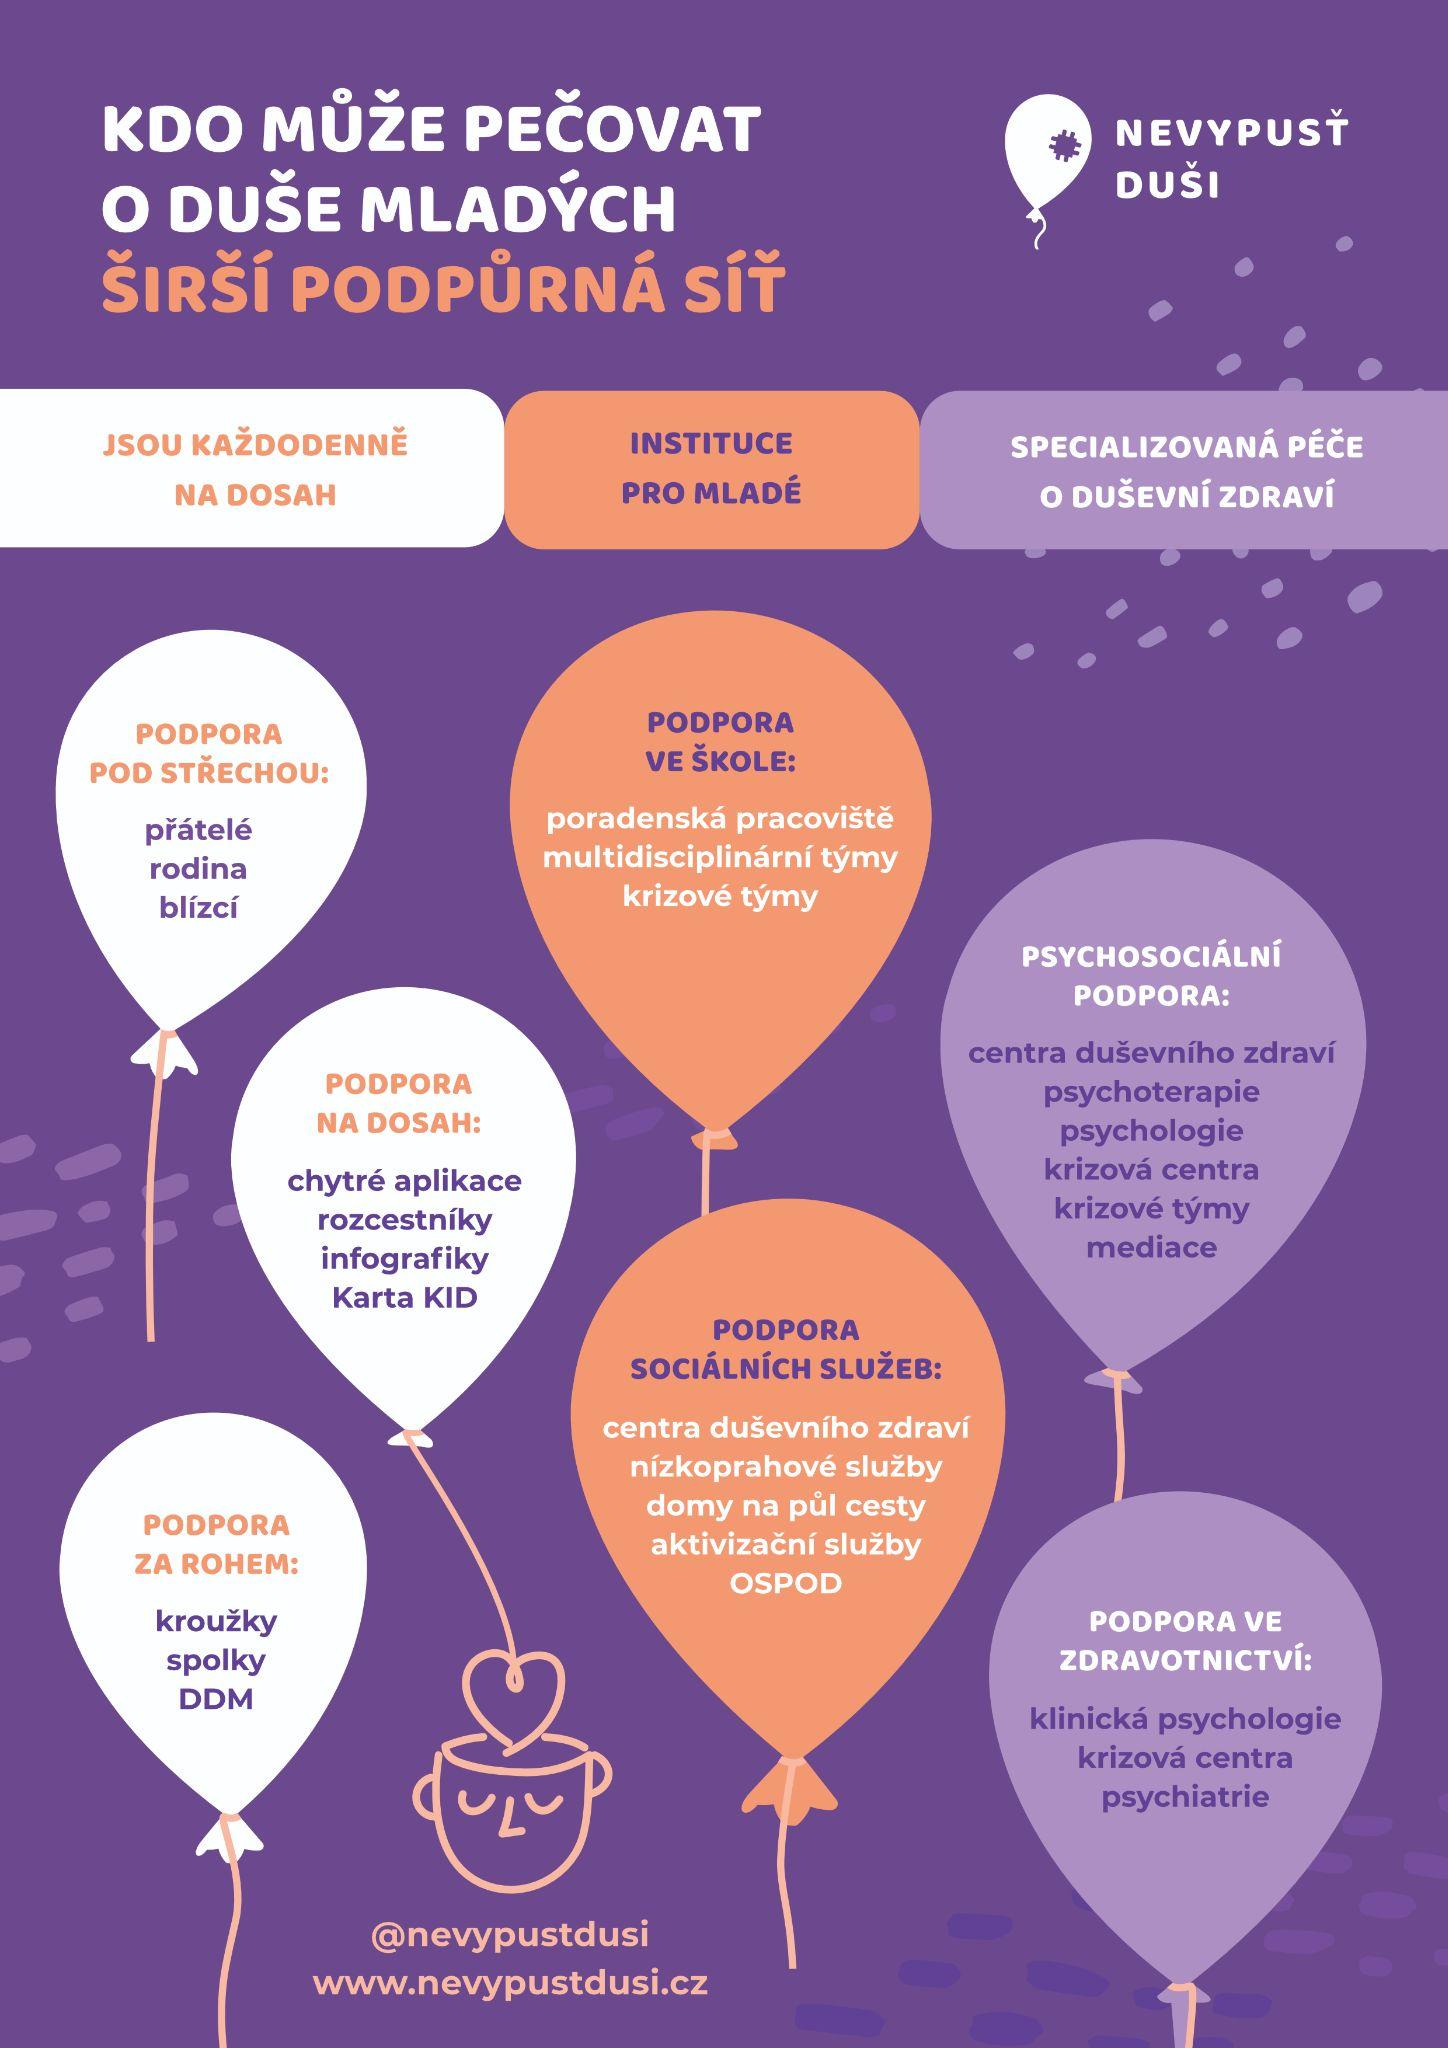 KDO MŮŽE PEČOVAT
O DUŠE MLADÝCH
ŠIRŠÍ PODPŮRNÁ SÍŤ
NEVYPUSŤ
DUŠI
JSOU KAŽDODENNĚ
NA DOSAH
INSTITUCE
PRO MLADÉ
SPECIALIZOVANÁ PÉČE
O DUŠEVNÍ ZDRAVÍ
PODPORA
POD STŘECHOU:
přátelé
rodina
blízcí
PODPORA
NA DOSAH:
chytré aplikace
rozcestníky
infografiky
Karta KID
PODPORA
ZA ROHEM:
kroužky
spolky
DDM
PODPORA
VE ŠKOLE:
poradenská pracoviště
multidisciplinární týmy
krizové týmy
PODPORA
SOCIÁLNÍCH SLUŽEB:
centra duševního zdraví
nízkoprahové služby
domy na půl cesty
aktivizační služby
OSPOD
PSYCHOSOCIÁLNÍ
PODPORA:
centra duševního zdraví
psychoterapie
psychologie
krizová centra
krizové týmy
mediace
PODPORA VE
ZDRAVOTNICTVÍ:
klinická psychologie
krizová centra
psychiatrie
@nevypustdusi
www.nevypustdusi.cz